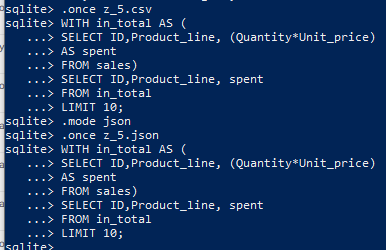 sqlite> .once z_5.csv
sqlite> WITH in_total AS (
...> SELECT ID,Product_line, (Quantity*Unit_price)
...> AS spent
...> FROM sales)
...> SELECT ID,Product_line, spent
...> FROM in_total
...> LIMIT 10;
sqlite> .mode json
sqlite> .once z_5.json
sqlite> WITH in_total AS (
...> SELECT ID,Product_line, (Quantity*Unit_price)
...> AS spent
...> FROM sales)
...> SELECT ID,Product_line, spent
...> FROM in_total
...> LIMIT 10;
sqlite>